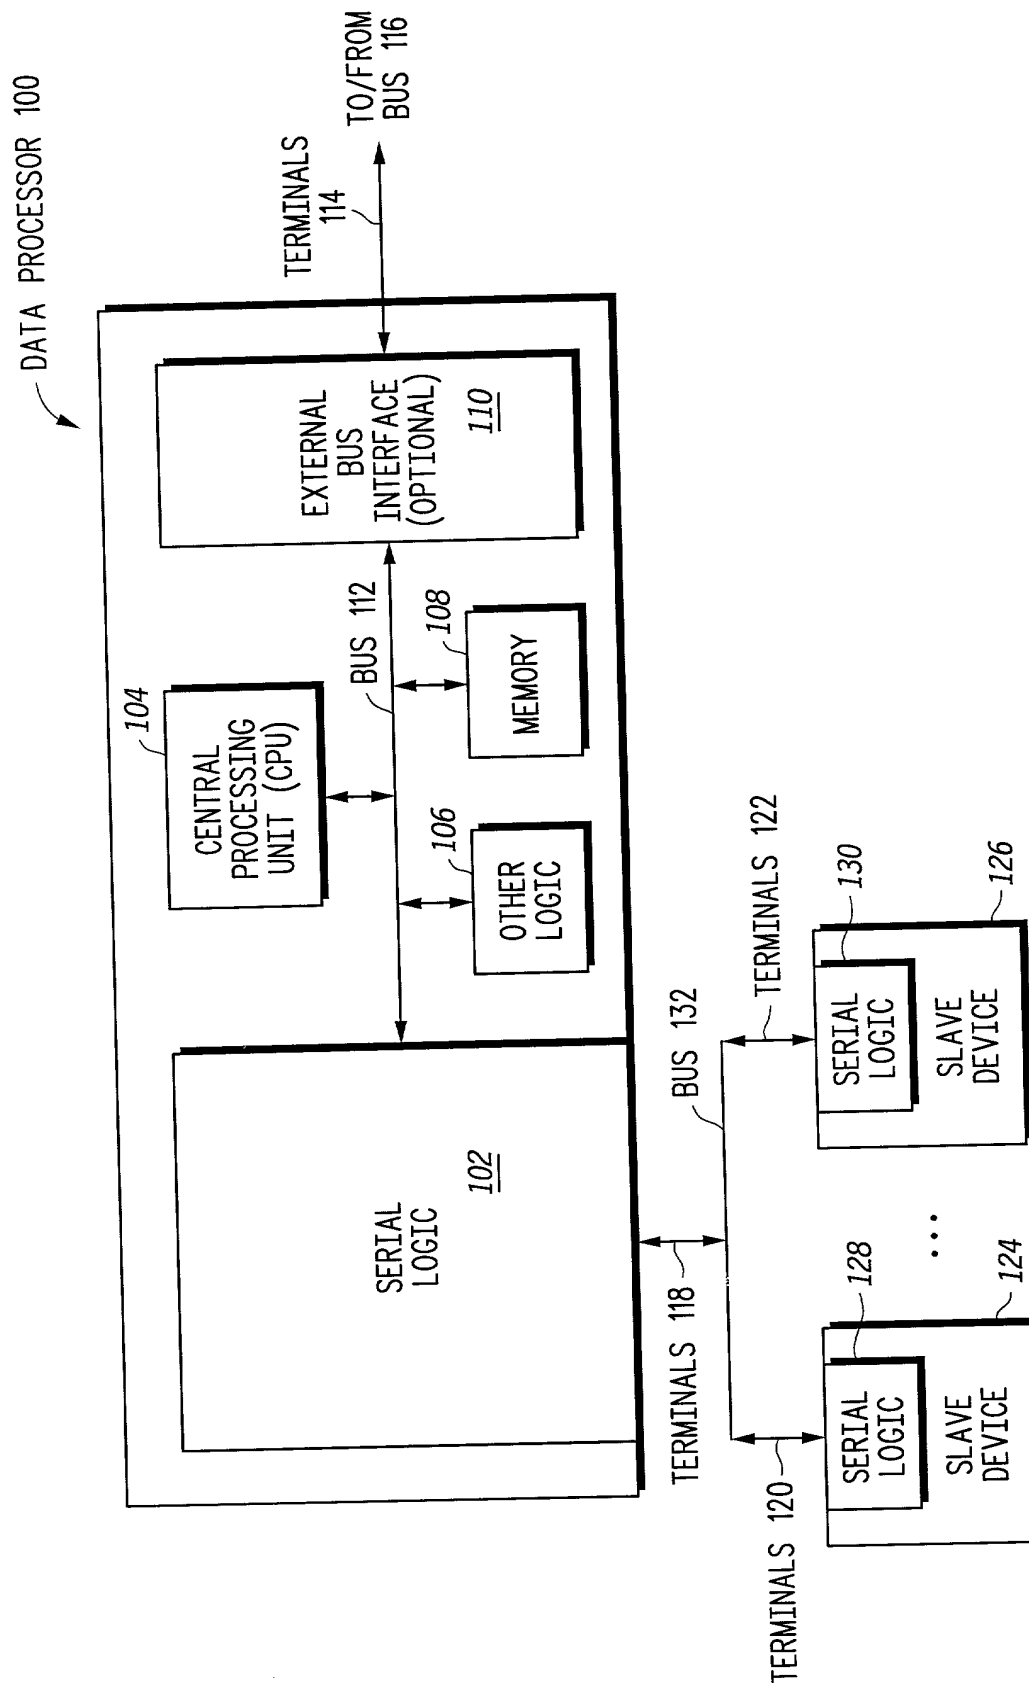 DATA PROCESSOR 100
TERMINALS
114
TO/FROM
BUS 116
EXTERNAL
BUS
INTERFACE
(OPTIONAL)
110
104
CENTRAL
PROCESSING
UNIT (CPU)
BUS 112
108
MEMORY
106
OTHER
LOGIC
SERIAL
LOGIC
102
TERMINALS 118
BUS 132
TERMINALS 120
TERMINALS 122
128
SERIAL
LOGIC
SLAVE
DEVICE
124
...
130
SERIAL
LOGIC
SLAVE
DEVICE
126